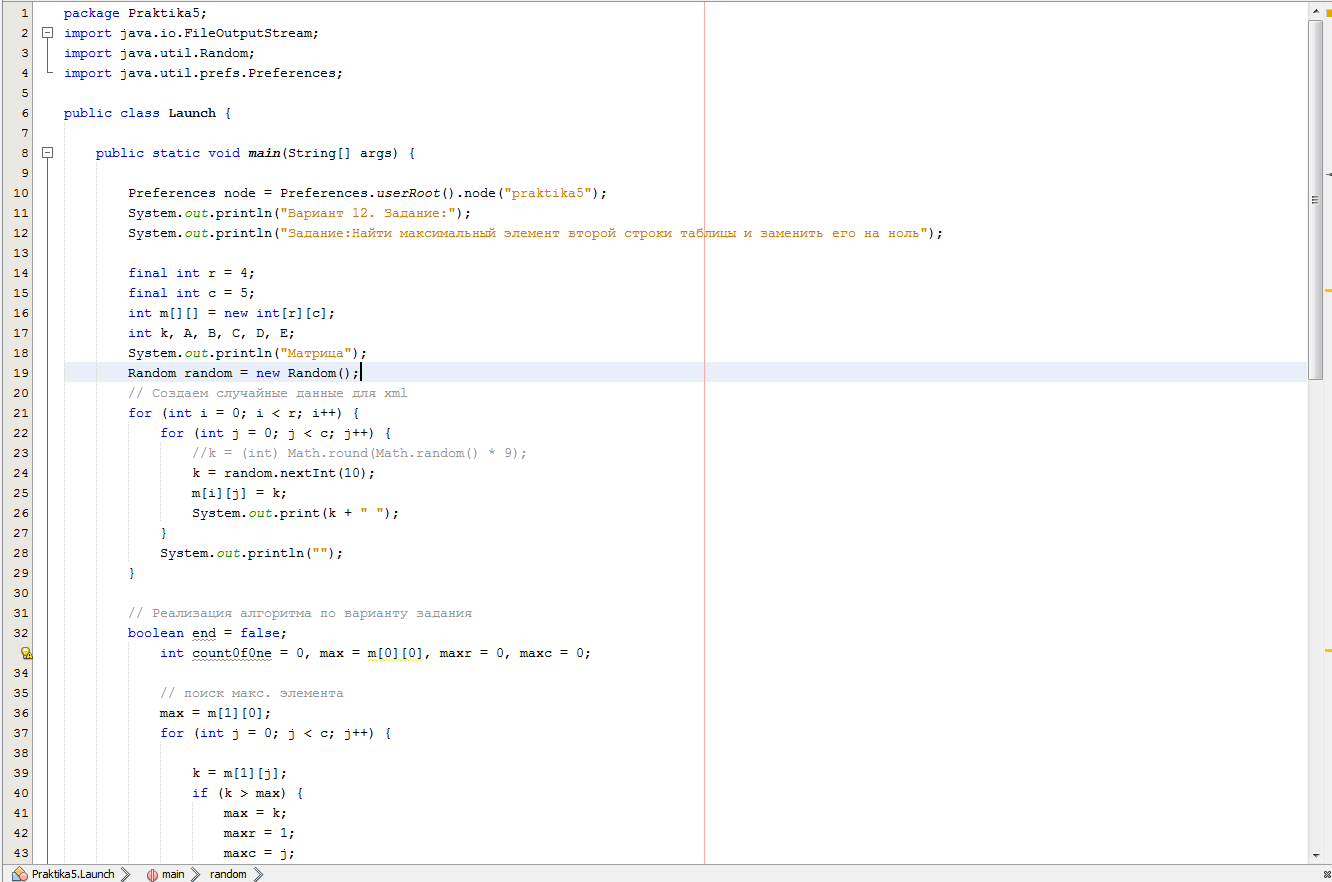 1 package Praktika5;
2 import java.io.FileOutputStream;
3 import java.util.Random;
4 import java.util.prefs.Preferences;
5
6 public class Launch {
7
8 public static void main(String[] args) {
9
10 Preferences node = Preferences.userRoot().node("praktika5");
11 System.out.println("Вариант 12. Задание:");
12 System.out.println("Задание:Найти максимальный элемент второй строки таблицы и заменить его на ноль");
13
14 final int r = 4;
15 final int c = 5;
16 int m[][] = new int[r][c];
17 int k, A, B, C, D, E;
18 System.out.println("Матрица");
19 Random random = new Random();
20 // Создаем случайные данные для xml
21 for (int i = 0; i < r; i++) {
22 for (int j = 0; j < c; j++) {
23 //k = (int) Math.round(Math.random() * 9);
24 k = random.nextInt(10);
25 m[i][j] = k;
26 System.out.print(k + " ");
27 }
28 System.out.println("");
29 }
30
31 // Реализация алгоритма по варианту задания
32 boolean end = false;
int count0f0ne = 0, max = m[0][0], maxr = 0, maxc = 0;
34
35 // поиск макс. элемента
36 max = m[1][0];
37 for (int j = 0; j < c; j++) {
38
39 k = m[1][j];
40 if (k > max) {
41 max = k;
42 maxr = 1;
43 maxc = j;
Praktika5.Launch main random